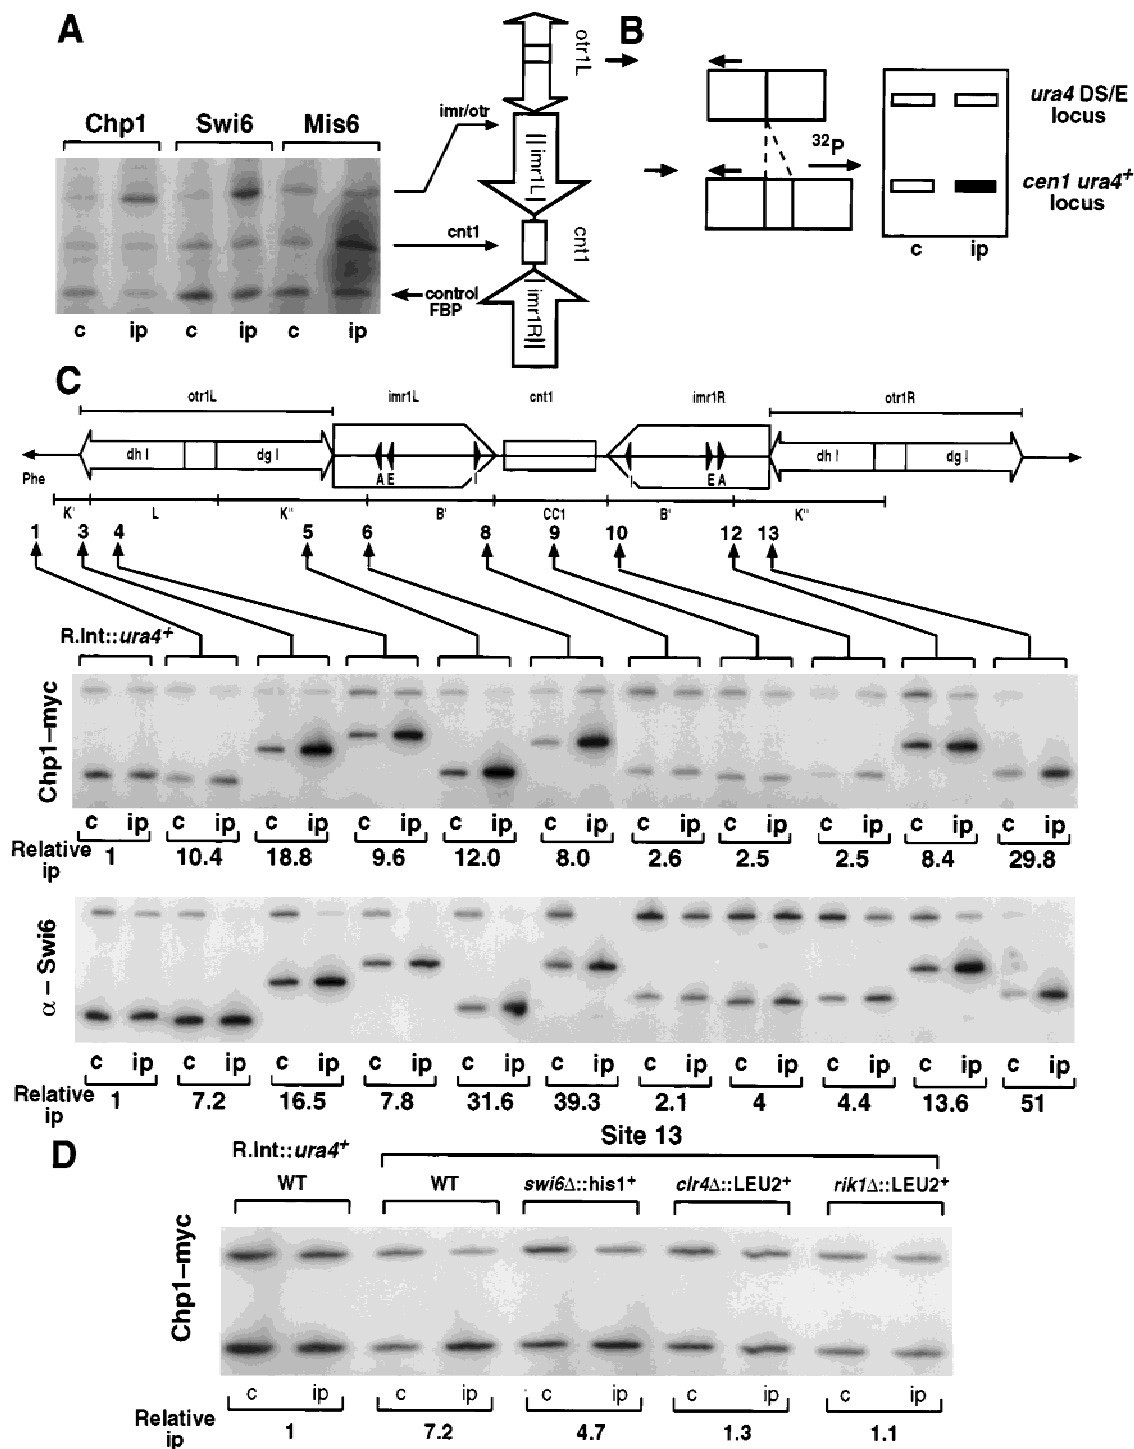 A
B
Chp1 Swi6 Mis6
c ip c ip c ip
imr/otr
cnt1
control
FBP
otr1L
imr1L
cnt1
imr1R
32P
ura4 DS/E
locus
cen1 ura4+
locus
c ip
C
otr1L imr1L cnt1 imr1R otr1R
dh I dg I dh I dg I
A E I I E A
Phe
K' L K'' B' CC1 B' K''
1 3 4 5 6 8 9 10 12 13
R.Int::ura4+
Chp1–myc
c ip c ip c ip c ip c ip c ip c ip c ip c ip c ip c ip
Relative
ip
1 10.4 18.8 9.6 12.0 8.0 2.6 2.5 2.5 8.4 29.8
α – Swi6
c ip c ip c ip c ip c ip c ip c ip c ip c ip c ip c ip
Relative
ip
1 7.2 16.5 7.8 31.6 39.3 2.1 4 4.4 13.6 51
D
Site 13
R.Int::ura4+
WT WT swi6Δ::his1+ clr4Δ::LEU2+ rik1Δ::LEU2+
Chp1–myc
c ip c ip c ip c ip c ip
Relative
ip
1 7.2 4.7 1.3 1.1